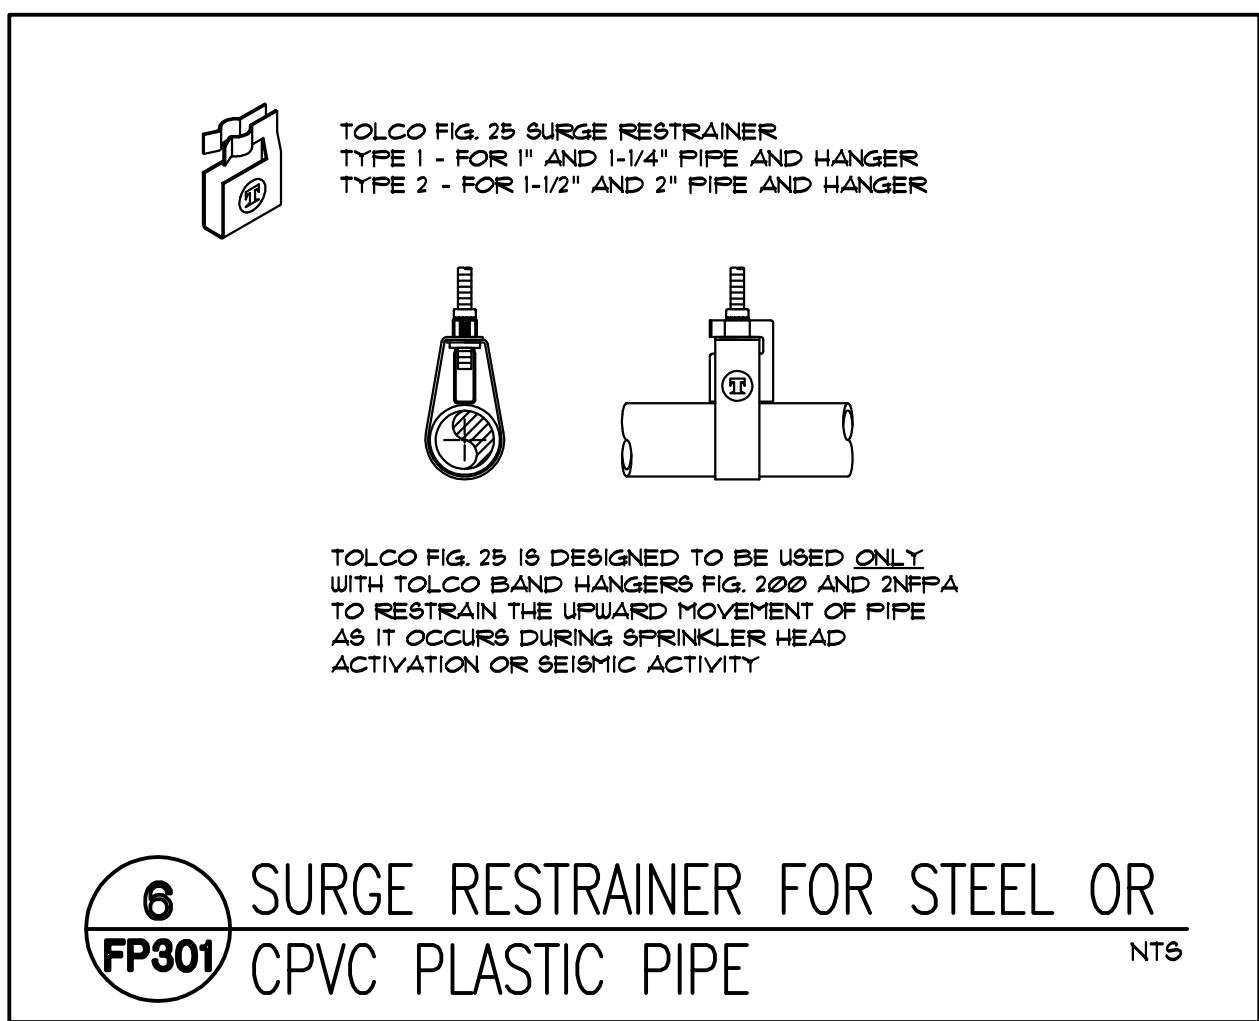 TOLCO FIG. 25 SURGE RESTRAINER
TYPE 1 - FOR 1" AND 1-1/4" PIPE AND HANGER
TYPE 2 - FOR 1-1/2" AND 2" PIPE AND HANGER
T
T
TOLCO FIG. 25 IS DESIGNED TO BE USED ONLY
WITH TOLCO BAND HANGERS FIG. 200 AND 2NFPA
TO RESTRAIN THE UPWARD MOVEMENT OF PIPE
AS IT OCCURS DURING SPRINKLER HEAD
ACTIVATION OR SEISMIC ACTIVITY
6
FP301
SURGE RESTRAINER FOR STEEL OR
CPVC PLASTIC PIPE
NTS